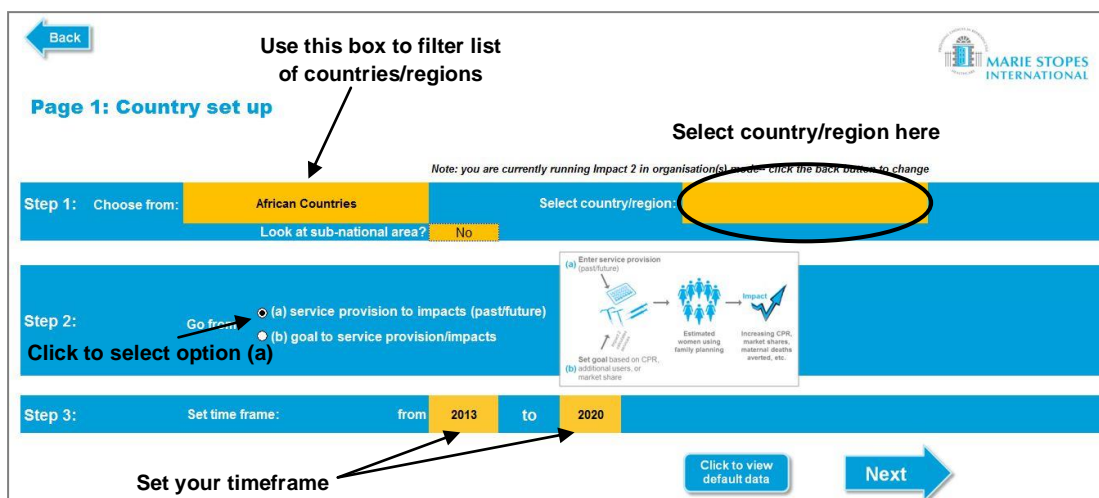 Back
Use this box to filter list
of countries/regions
MARIE STOPES
INTERNATIONAL
Page 1: Country set up
Select country/region here
Note: you are currently running Impact 2 in organisation(s) mode - click the back button to change
Step 1: Choose from: African Countries Select country/region:
Look at sub-national area? No
(a) Enter service provision
(past/future)
Impact
Step 2: Go from
(a) service provision to impacts (past/future)
(b) goal to service provision/impacts
Click to select option (a)
Estimated
women using
family planning
Increasing CPR,
market shares,
maternal deaths
averted, etc.
Set goal based on CPR,
(b) additional users, or
market share
Step 3: Set time frame: from 2013 to 2020
Set your timeframe
Click to view
default data
Next